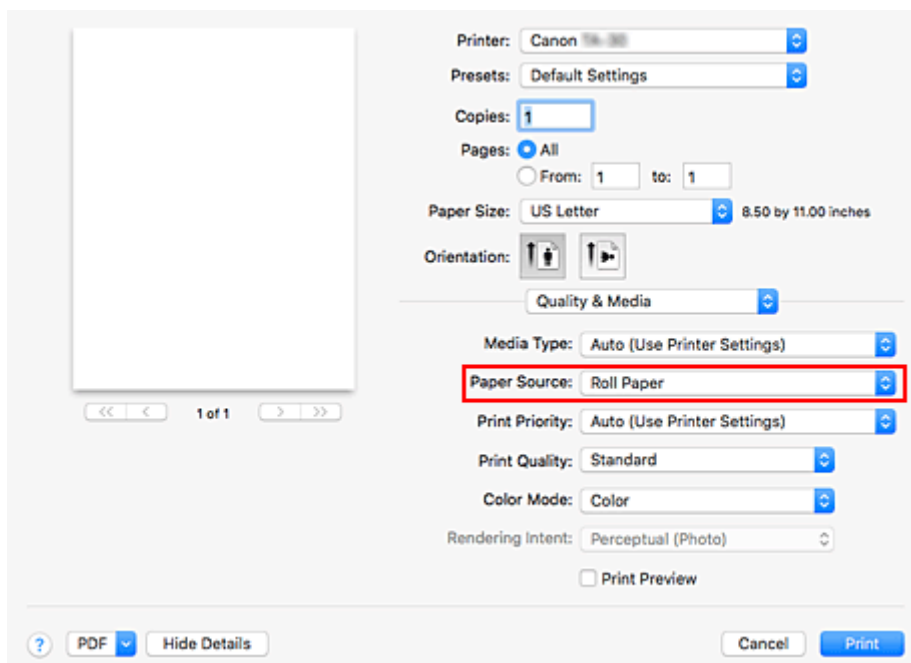 Printer: Canon
Presets: Default Settings
Copies: 1
Pages: All
From: 1 to: 1
Paper Size: US Letter 8.50 by 11.00 inches
Orientation:
Quality & Media
Media Type: Auto (Use Printer Settings)
Paper Source: Roll Paper
<< < 1 of 1 > >>
Print Priority: Auto (Use Printer Settings)
Print Quality: Standard
Color Mode: Color
Rendering Intent: Perceptual (Photo)
Print Preview
? PDF Hide Details Cancel Print